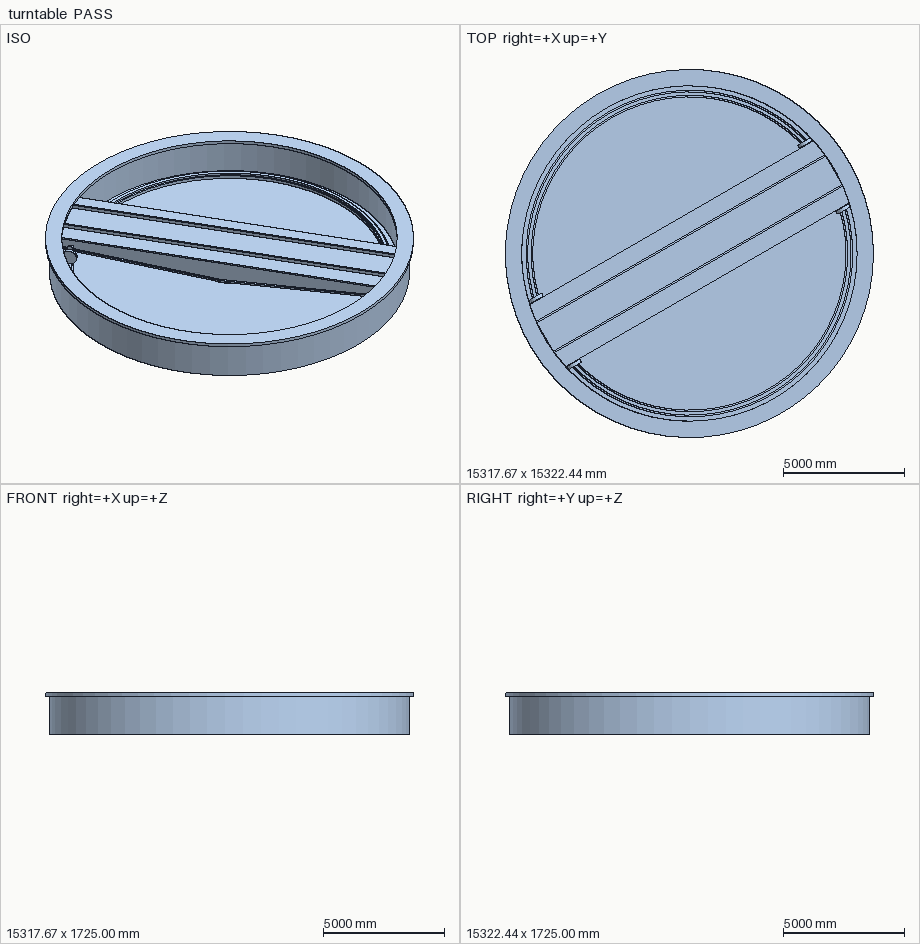 turntable PASS
ISO
TOP right=+X up=+Y
5000 mm
15317.67 x 15322.44 mm
FRONT right=+X up=+Z
RIGHT right=+Y up=+Z
5000 mm
15317.67 x 1725.00 mm
5000 mm
15322.44 x 1725.00 mm